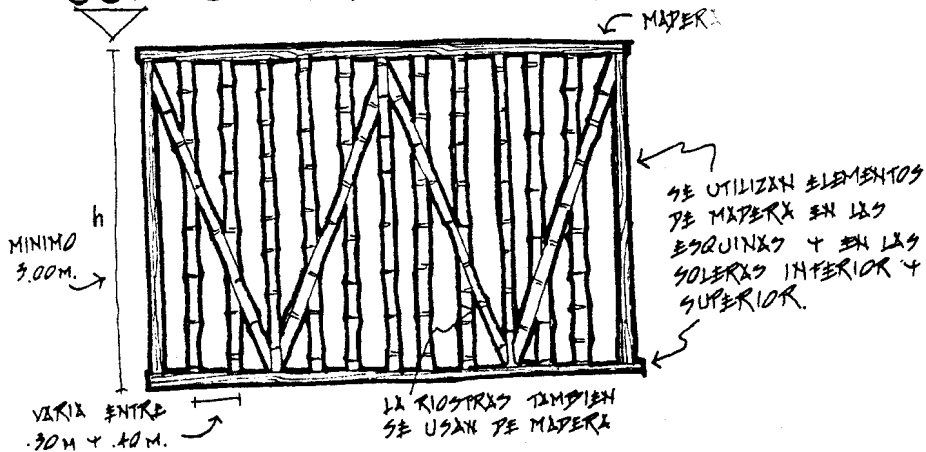 MADERA
h
MINIMO
3.00 M.
SE UTILIZAN ELEMENTOS
DE MADERA EN LAS
ESQUINAS Y EN LAS
SOLERAS INFERIOR Y
SUPERIOR.
VARIA ENTRE
.30 M Y .40 M.
LA RIOSTRAS TAMBIEN
SE USAN DE MADERA